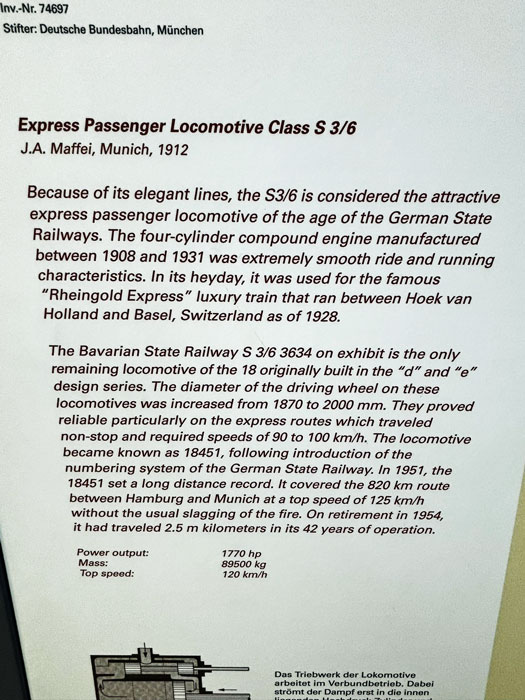 Inv.-Nr. 74697
Stifter: Deutsche Bundesbahn, München
Express Passenger Locomotive Class S 3/6
J.A. Maffei, Munich, 1912
Because of its elegant lines, the S3/6 is considered the attractive
express passenger locomotive of the age of the German State
Railways. The four-cylinder compound engine manufactured
between 1908 and 1931 was extremely smooth ride and running
characteristics. In its heyday, it was used for the famous
“Rheingold Express” luxury train that ran between Hoek van
Holland and Basel, Switzerland as of 1928.
The Bavarian State Railway S 3/6 3634 on exhibit is the only
remaining locomotive of the 18 originally built in the “d” and “e”
design series. The diameter of the driving wheel on these
locomotives was increased from 1870 to 2000 mm. They proved
reliable particularly on the express routes which traveled
non-stop and required speeds of 90 to 100 km/h. The locomotive
became known as 18451, following introduction of the
numbering system of the German State Railway. In 1951, the
18451 set a long distance record. It covered the 820 km route
between Hamburg and Munich at a top speed of 125 km/h
without the usual slagging of the fire. On retirement in 1954,
it had traveled 2.5 m kilometers in its 42 years of operation.
Power output: 1770 hp
Mass: 89500 kg
Top speed: 120 km/h
Das Triebwerk der Lokomotive
arbeitet im Verbundbetrieb. Dabei
strömt der Dampf erst in die innen